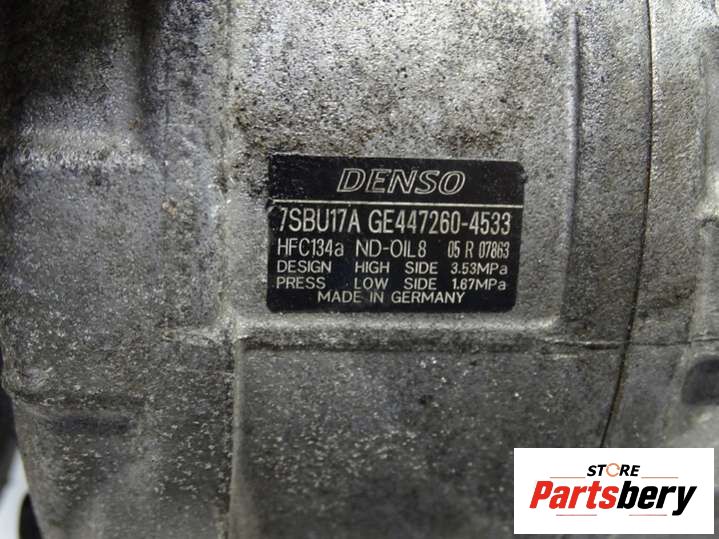 DENSO
7SBU17A GE447260-4533
HFC134a ND-OIL8 05 R 07863
DESIGN HIGH SIDE 3.53MPa
PRESS LOW SIDE 1.67MPa
MADE IN GERMANY
STORE
Partsbery